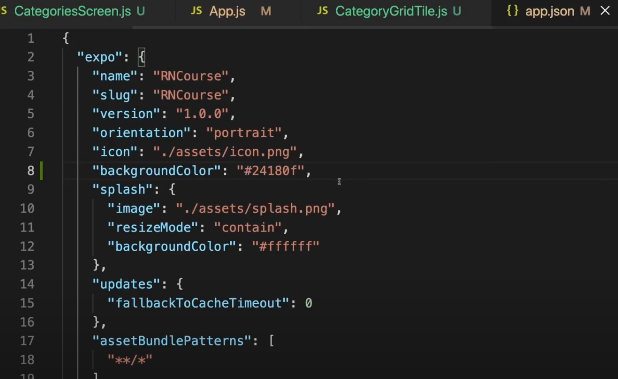 CategoriesScreen.js U JS App.js M JS CategoryGridTile.js U {} app.json M
1 {
2 "expo": {
3 "name": "RNCourse",
4 "slug": "RNCourse",
5 "version": "1.0.0",
6 "orientation": "portrait",
7 "icon": "./assets/icon.png",
8 "backgroundColor": "#24180f",
9 "splash": {
10 "image": "./assets/splash.png",
11 "resizeMode": "contain",
12 "backgroundColor": "#ffffff"
13 },
14 "updates": {
15 "fallbackToCacheTimeout": 0
16 },
17 "assetBundlePatterns": [
18 "**/*"
19 ]